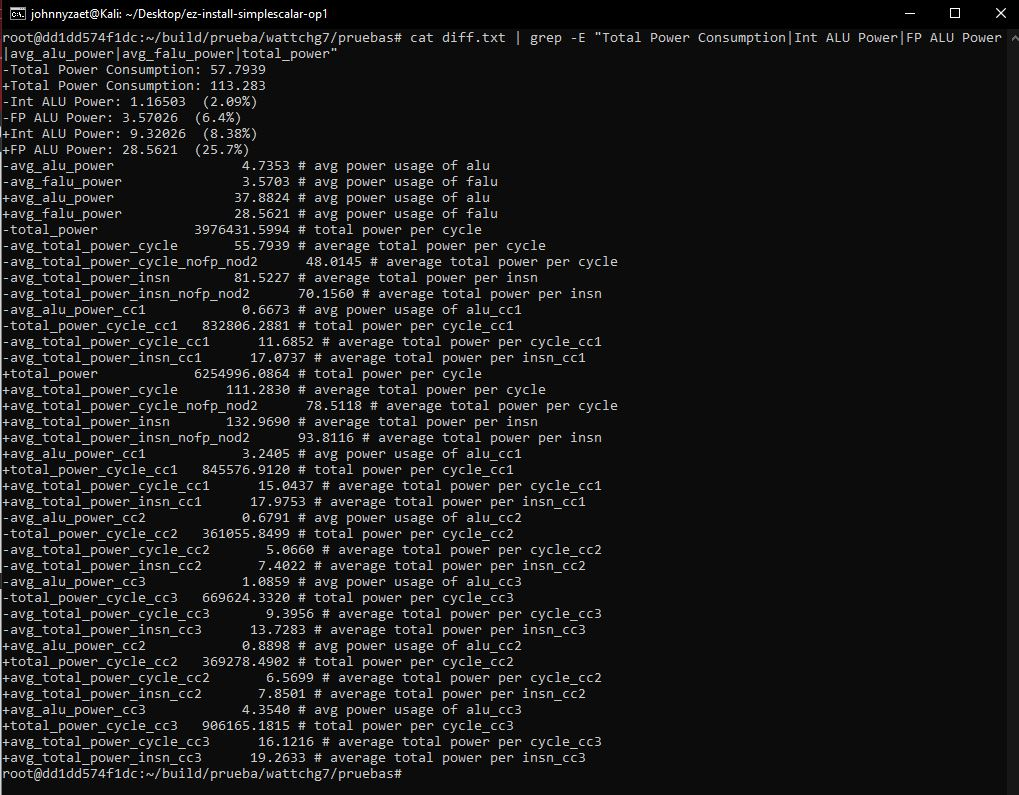 johnnyzaet@Kali: ~/Desktop/ez-install-simplescalar-op1
root@dd1dd574f1dc:~/build/prueba/wattchg7/pruebas# cat diff.txt | grep -E "Total Power Consumption|Int ALU Power|FP ALU Power
|avg_alu_power|avg_falu_power|total_power"
-Total Power Consumption: 57.7939
+Total Power Consumption: 113.283
-Int ALU Power: 1.16503  (2.09%)
-FP ALU Power: 3.57026  (6.4%)
+Int ALU Power: 9.32026  (8.38%)
+FP ALU Power: 28.5621  (25.7%)
-avg_alu_power                4.7353 # avg power usage of alu
-avg_falu_power               3.5703 # avg power usage of falu
+avg_alu_power               37.8824 # avg power usage of alu
+avg_falu_power              28.5621 # avg power usage of falu
-total_power            3976431.5994 # total power per cycle
-avg_total_power_cycle       55.7939 # average total power per cycle
-avg_total_power_cycle_nofp_nod2      48.0145 # average total power per cycle
-avg_total_power_insn        81.5227 # average total power per insn
-avg_total_power_insn_nofp_nod2      70.1560 # average total power per insn
-avg_alu_power_cc1            0.6673 # avg power usage of alu_cc1
-total_power_cycle_cc1   832806.2881 # total power per cycle_cc1
-avg_total_power_cycle_cc1      11.6852 # average total power per cycle_cc1
-avg_total_power_insn_cc1      17.0737 # average total power per insn_cc1
+total_power            6254996.0864 # total power per cycle
+avg_total_power_cycle      111.2830 # average total power per cycle
+avg_total_power_cycle_nofp_nod2      78.5118 # average total power per cycle
+avg_total_power_insn       132.9690 # average total power per insn
+avg_total_power_insn_nofp_nod2      93.8116 # average total power per insn
+avg_alu_power_cc1            3.2405 # avg power usage of alu_cc1
+total_power_cycle_cc1   845576.9120 # total power per cycle_cc1
+avg_total_power_cycle_cc1      15.0437 # average total power per cycle_cc1
+avg_total_power_insn_cc1      17.9753 # average total power per insn_cc1
-avg_alu_power_cc2            0.6791 # avg power usage of alu_cc2
-total_power_cycle_cc2   361055.8499 # total power per cycle_cc2
-avg_total_power_cycle_cc2       5.0660 # average total power per cycle_cc2
-avg_total_power_insn_cc2       7.4022 # average total power per insn_cc2
-avg_alu_power_cc3            1.0859 # avg power usage of alu_cc3
-total_power_cycle_cc3   669624.3320 # total power per cycle_cc3
-avg_total_power_cycle_cc3       9.3956 # average total power per cycle_cc3
-avg_total_power_insn_cc3      13.7283 # average total power per insn_cc3
+avg_alu_power_cc2            0.8898 # avg power usage of alu_cc2
+total_power_cycle_cc2   369278.4902 # total power per cycle_cc2
+avg_total_power_cycle_cc2       6.5699 # average total power per cycle_cc2
+avg_total_power_insn_cc2       7.8501 # average total power per insn_cc2
+avg_alu_power_cc3            4.3540 # avg power usage of alu_cc3
+total_power_cycle_cc3   906165.1815 # total power per cycle_cc3
+avg_total_power_cycle_cc3      16.1216 # average total power per cycle_cc3
+avg_total_power_insn_cc3      19.2633 # average total power per insn_cc3
root@dd1dd574f1dc:~/build/prueba/wattchg7/pruebas#